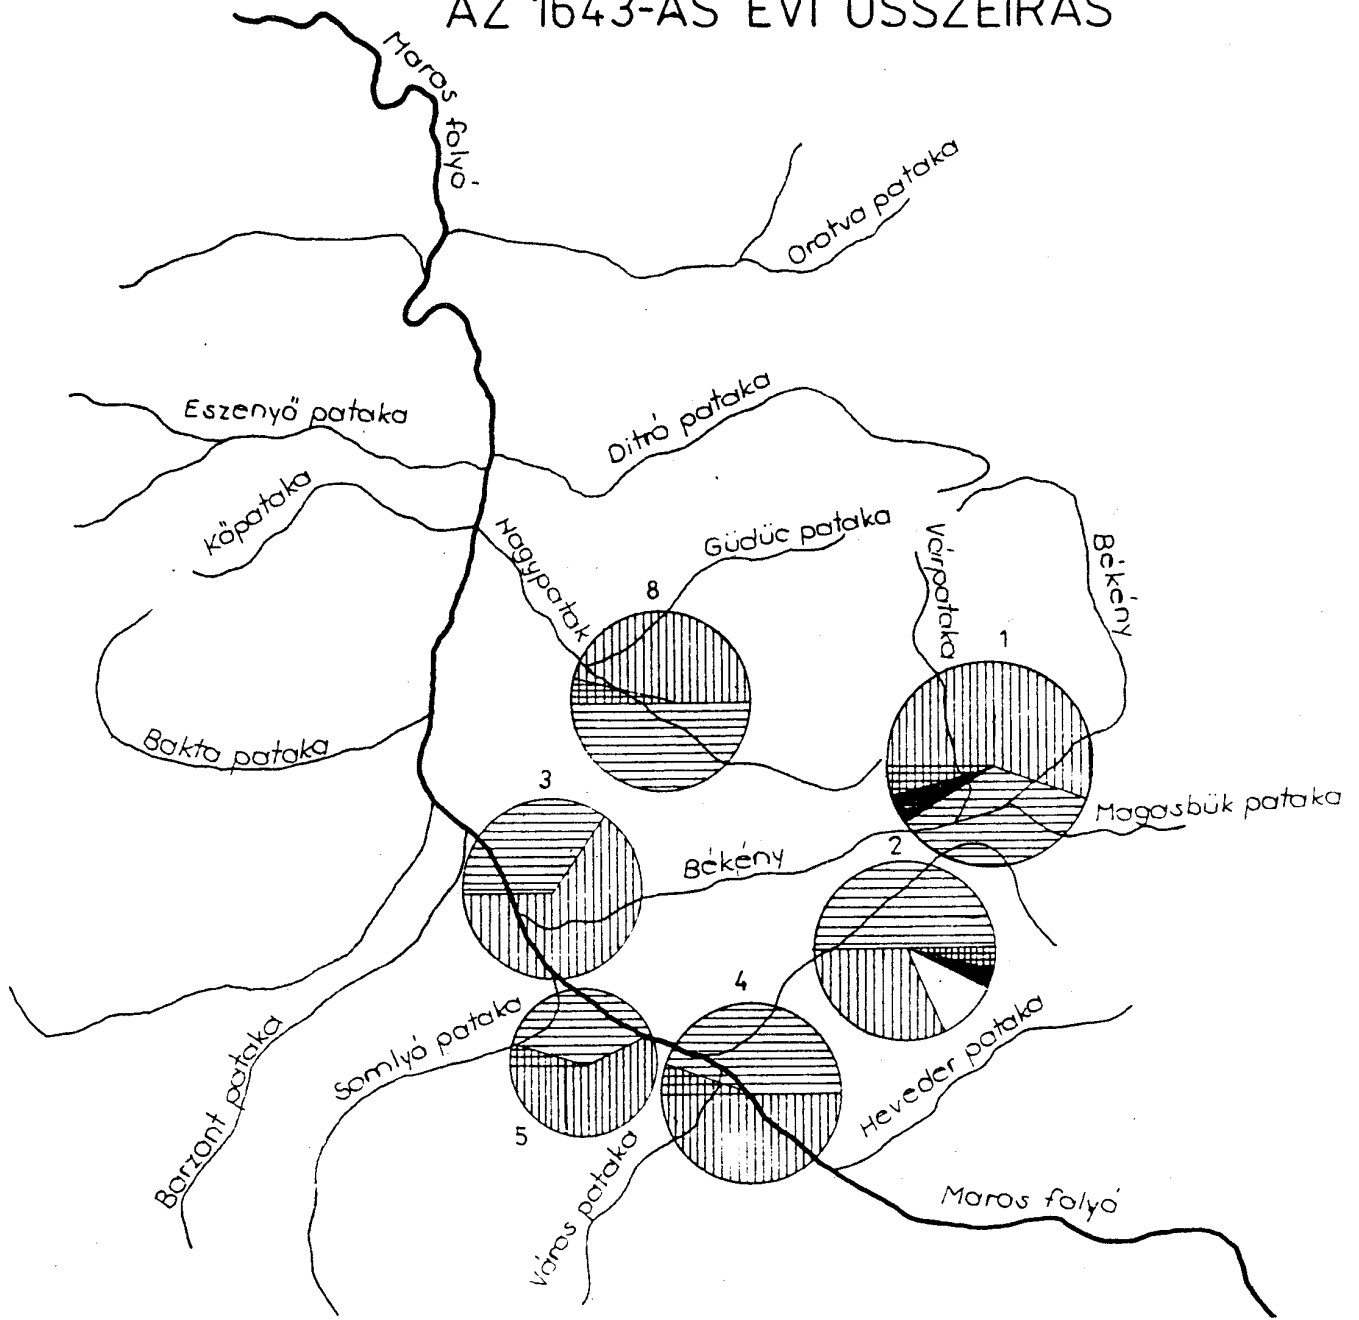 AZ 1643-AS ÉVI ÖSSZEÍRÁS
Maros folyó
Orotva pataka
Eszenyő pataka
Ditró pataka
Kőpataka
Nagypatak
Güdüc pataka
Várpataka
Békény
8
1
Bakta pataka
3
Magasbük pataka
Békény
2
4
Somlyó pataka
Heveder pataka
Borzont pataka
5
Város pataka
Maros folyó